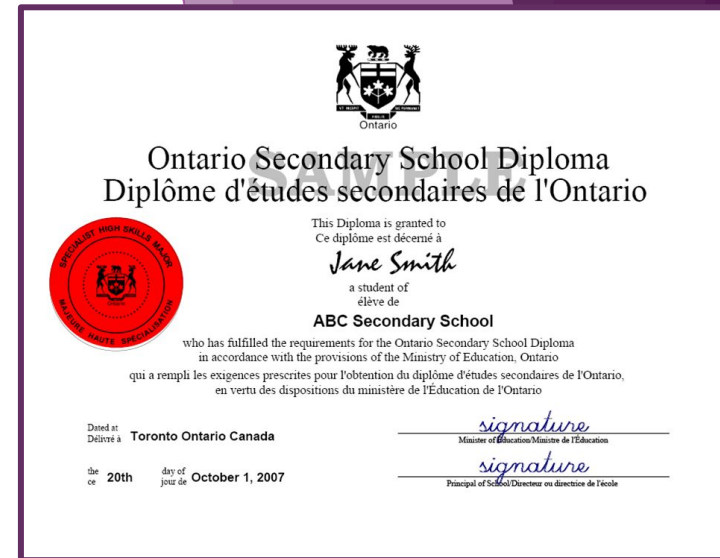 Ontario
SAMPLE
Ontario Secondary School Diploma
Diplôme d'études secondaires de l'Ontario
This Diploma is granted to
Ce diplôme est décerné à
Jane Smith
a student of
élève de
ABC Secondary School
SPECIALIST HIGH SKILLS MAJOR
Ontario
MAJEURE HAUTE SPÉCIALISATION
who has fulfilled the requirements for the Ontario Secondary School Diploma
in accordance with the provisions of the Ministry of Education, Ontario
qui a rempli les exigences prescrites pour l'obtention du diplôme d'études secondaires de l'Ontario,
en vertu des dispositions du ministère de l'Éducation de l'Ontario
Dated at
Délivré à Toronto Ontario Canada
signature
Minister of Education/Ministre de l'Éducation
the day of
ce 20th jour de October 1, 2007
signature
Principal of School/Directeur ou directrice de l'école